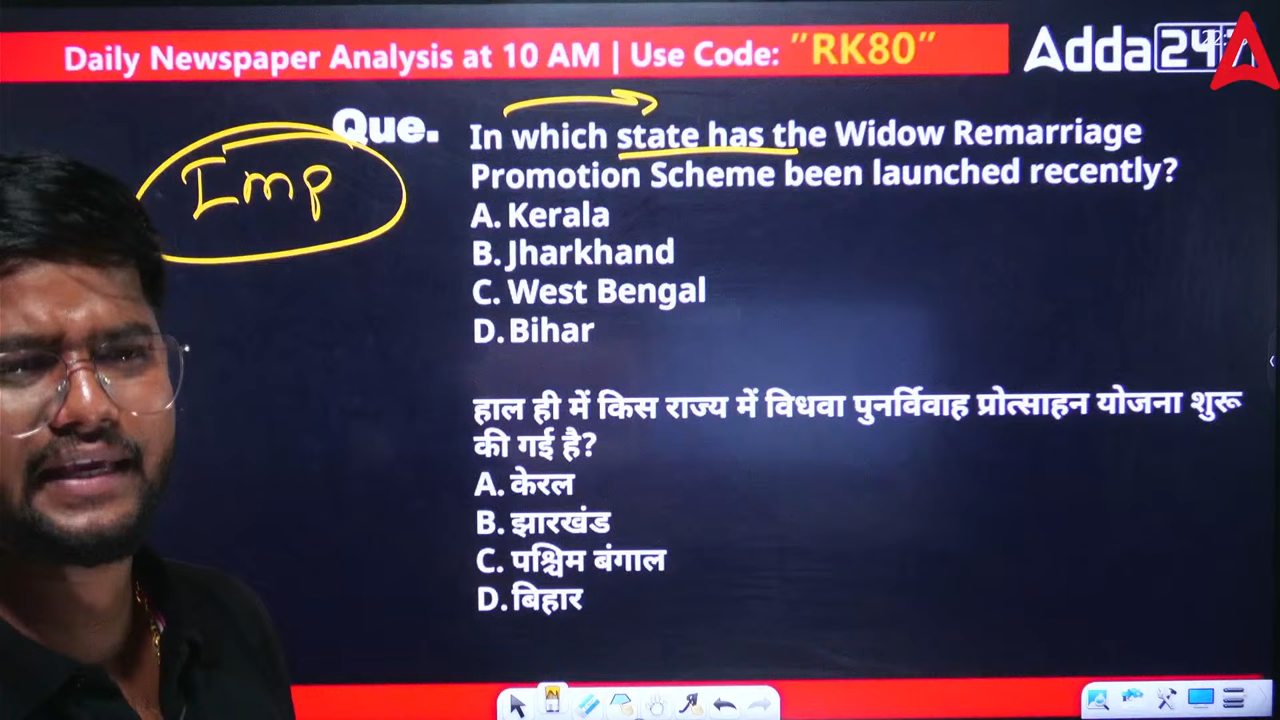 Daily Newspaper Analysis at 10 AM | Use Code: "RK80"
Adda247
Que.
Imp
In which state has the Widow Remarriage
Promotion Scheme been launched recently?
A. Kerala
B. Jharkhand
C. West Bengal
D. Bihar
हाल ही में किस राज्य में विधवा पुनर्विवाह प्रोत्साहन योजना शुरू
की गई है?
A. केरल
B. झारखंड
C. पश्चिम बंगाल
D. बिहार